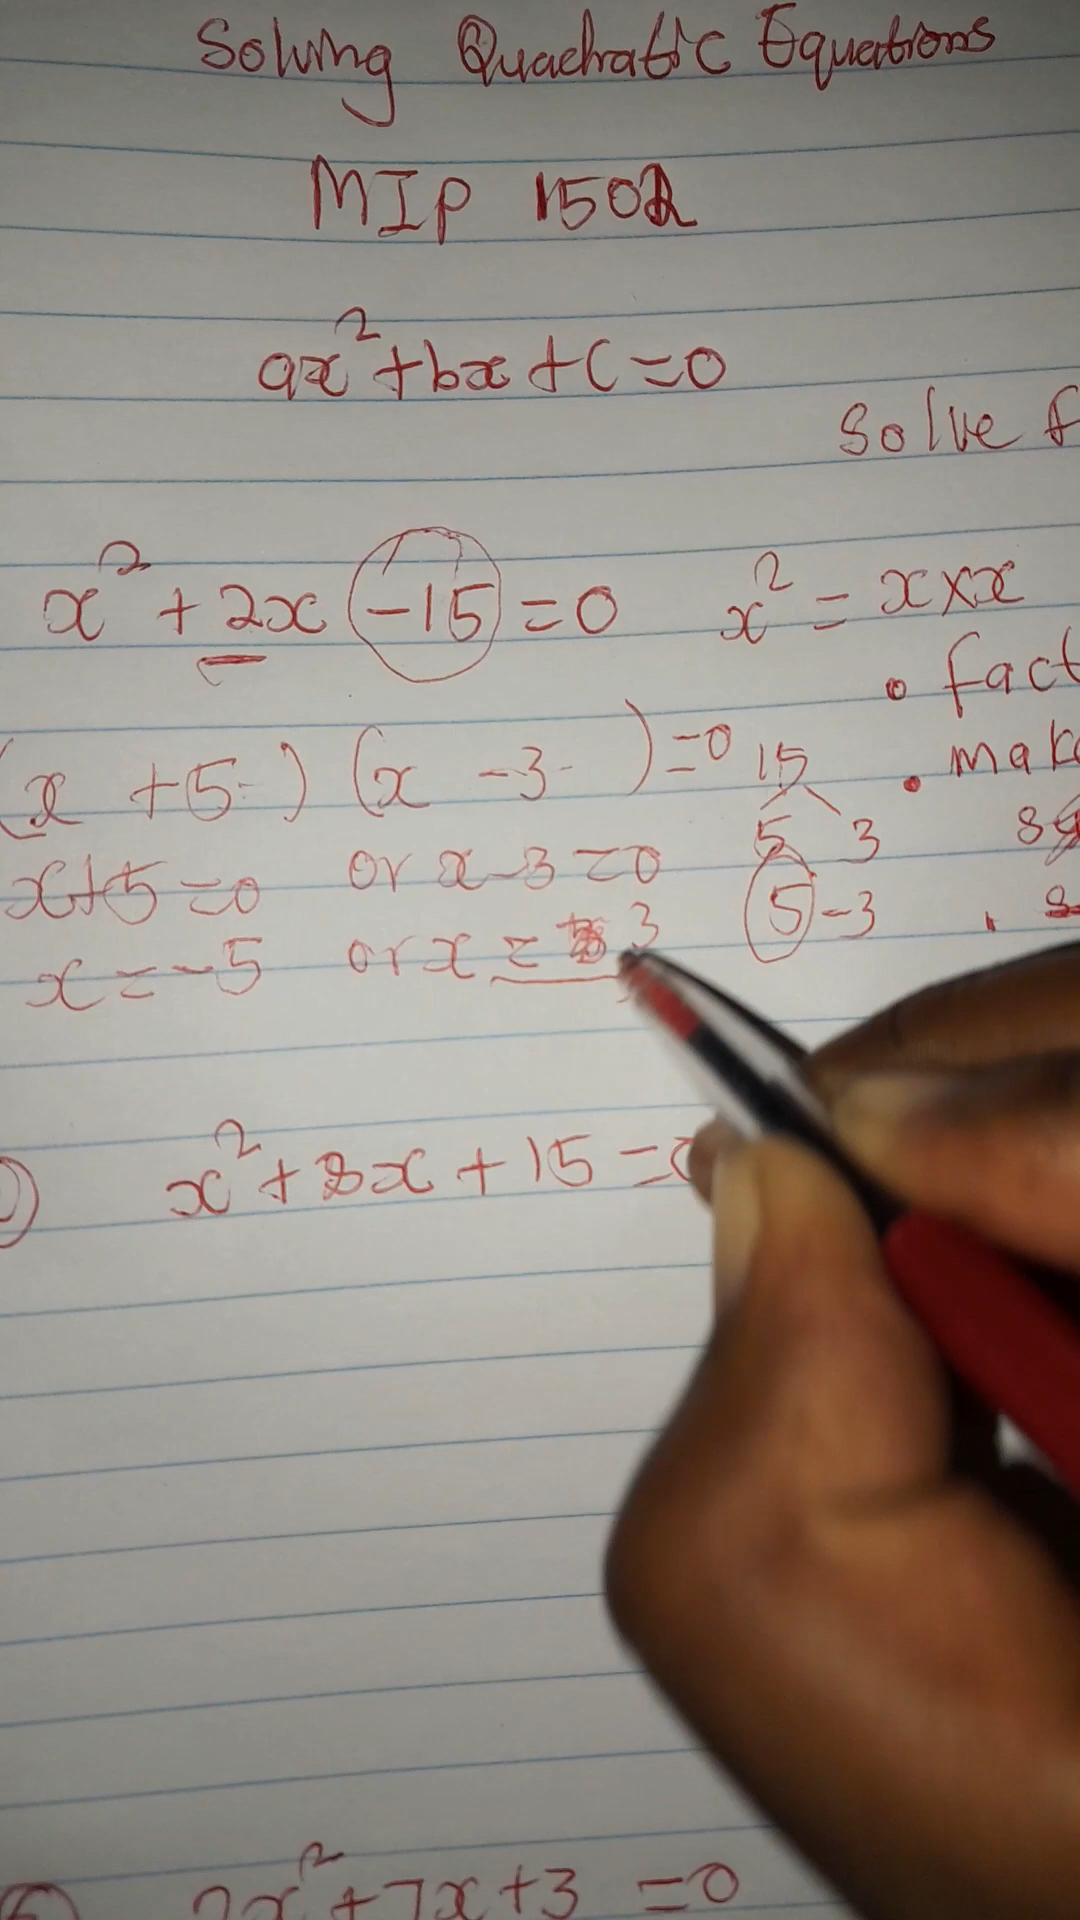 Solving Quadratic Equations
MIP 1502
ax²+bx+c=0
Solve
x²+2x-15=0 x²=x×x
(x+5)(x-3)=0 15
x+5=0 or x-3=0 5 3
x=-5 or x=3 5-3
x²+8x+15=0
2x²+7x+3=0